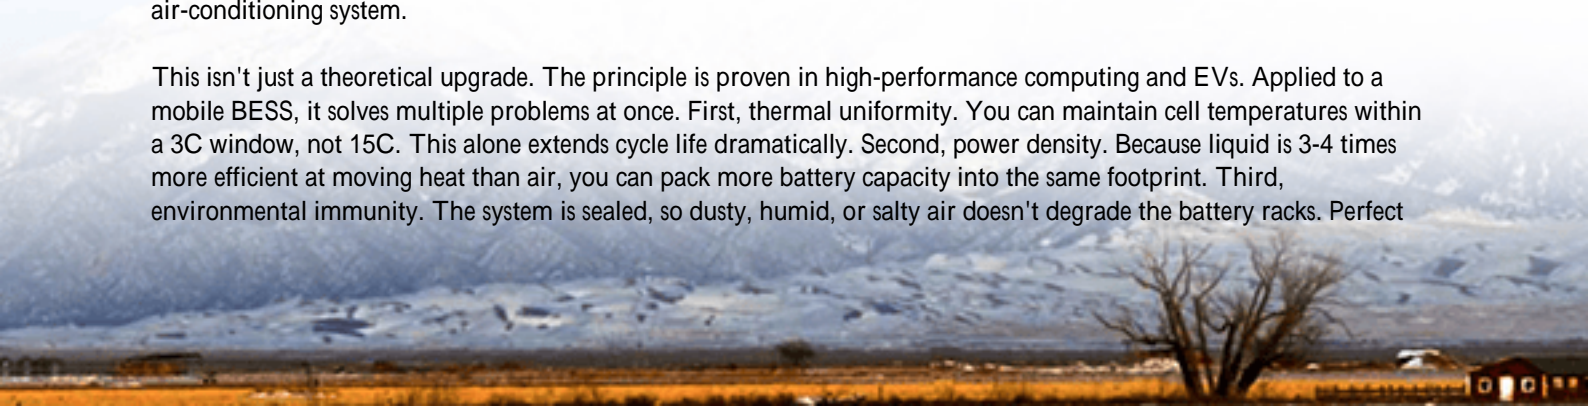 air-conditioning system.
This isn't just a theoretical upgrade. The principle is proven in high-performance computing and EVs. Applied to a
mobile BESS, it solves multiple problems at once. First, thermal uniformity. You can maintain cell temperatures within
a 3C window, not 15C. This alone extends cycle life dramatically. Second, power density. Because liquid is 3-4 times
more efficient at moving heat than air, you can pack more battery capacity into the same footprint. Third,
environmental immunity. The system is sealed, so dusty, humid, or salty air doesn't degrade the battery racks. Perfect